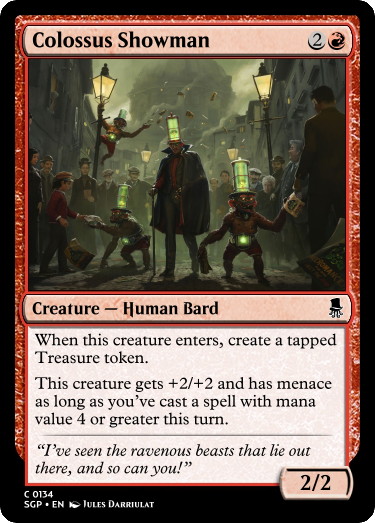 Colossus Showman
2
Creature — Human Bard
When this creature enters, create a tapped
Treasure token.
This creature gets +2/+2 and has menace
as long as you’ve cast a spell with mana
value 4 or greater this turn.
“I’ve seen the ravenous beasts that lie out
there, and so can you!”
2/2
C 0134
SGP • EN Jules Darriulat